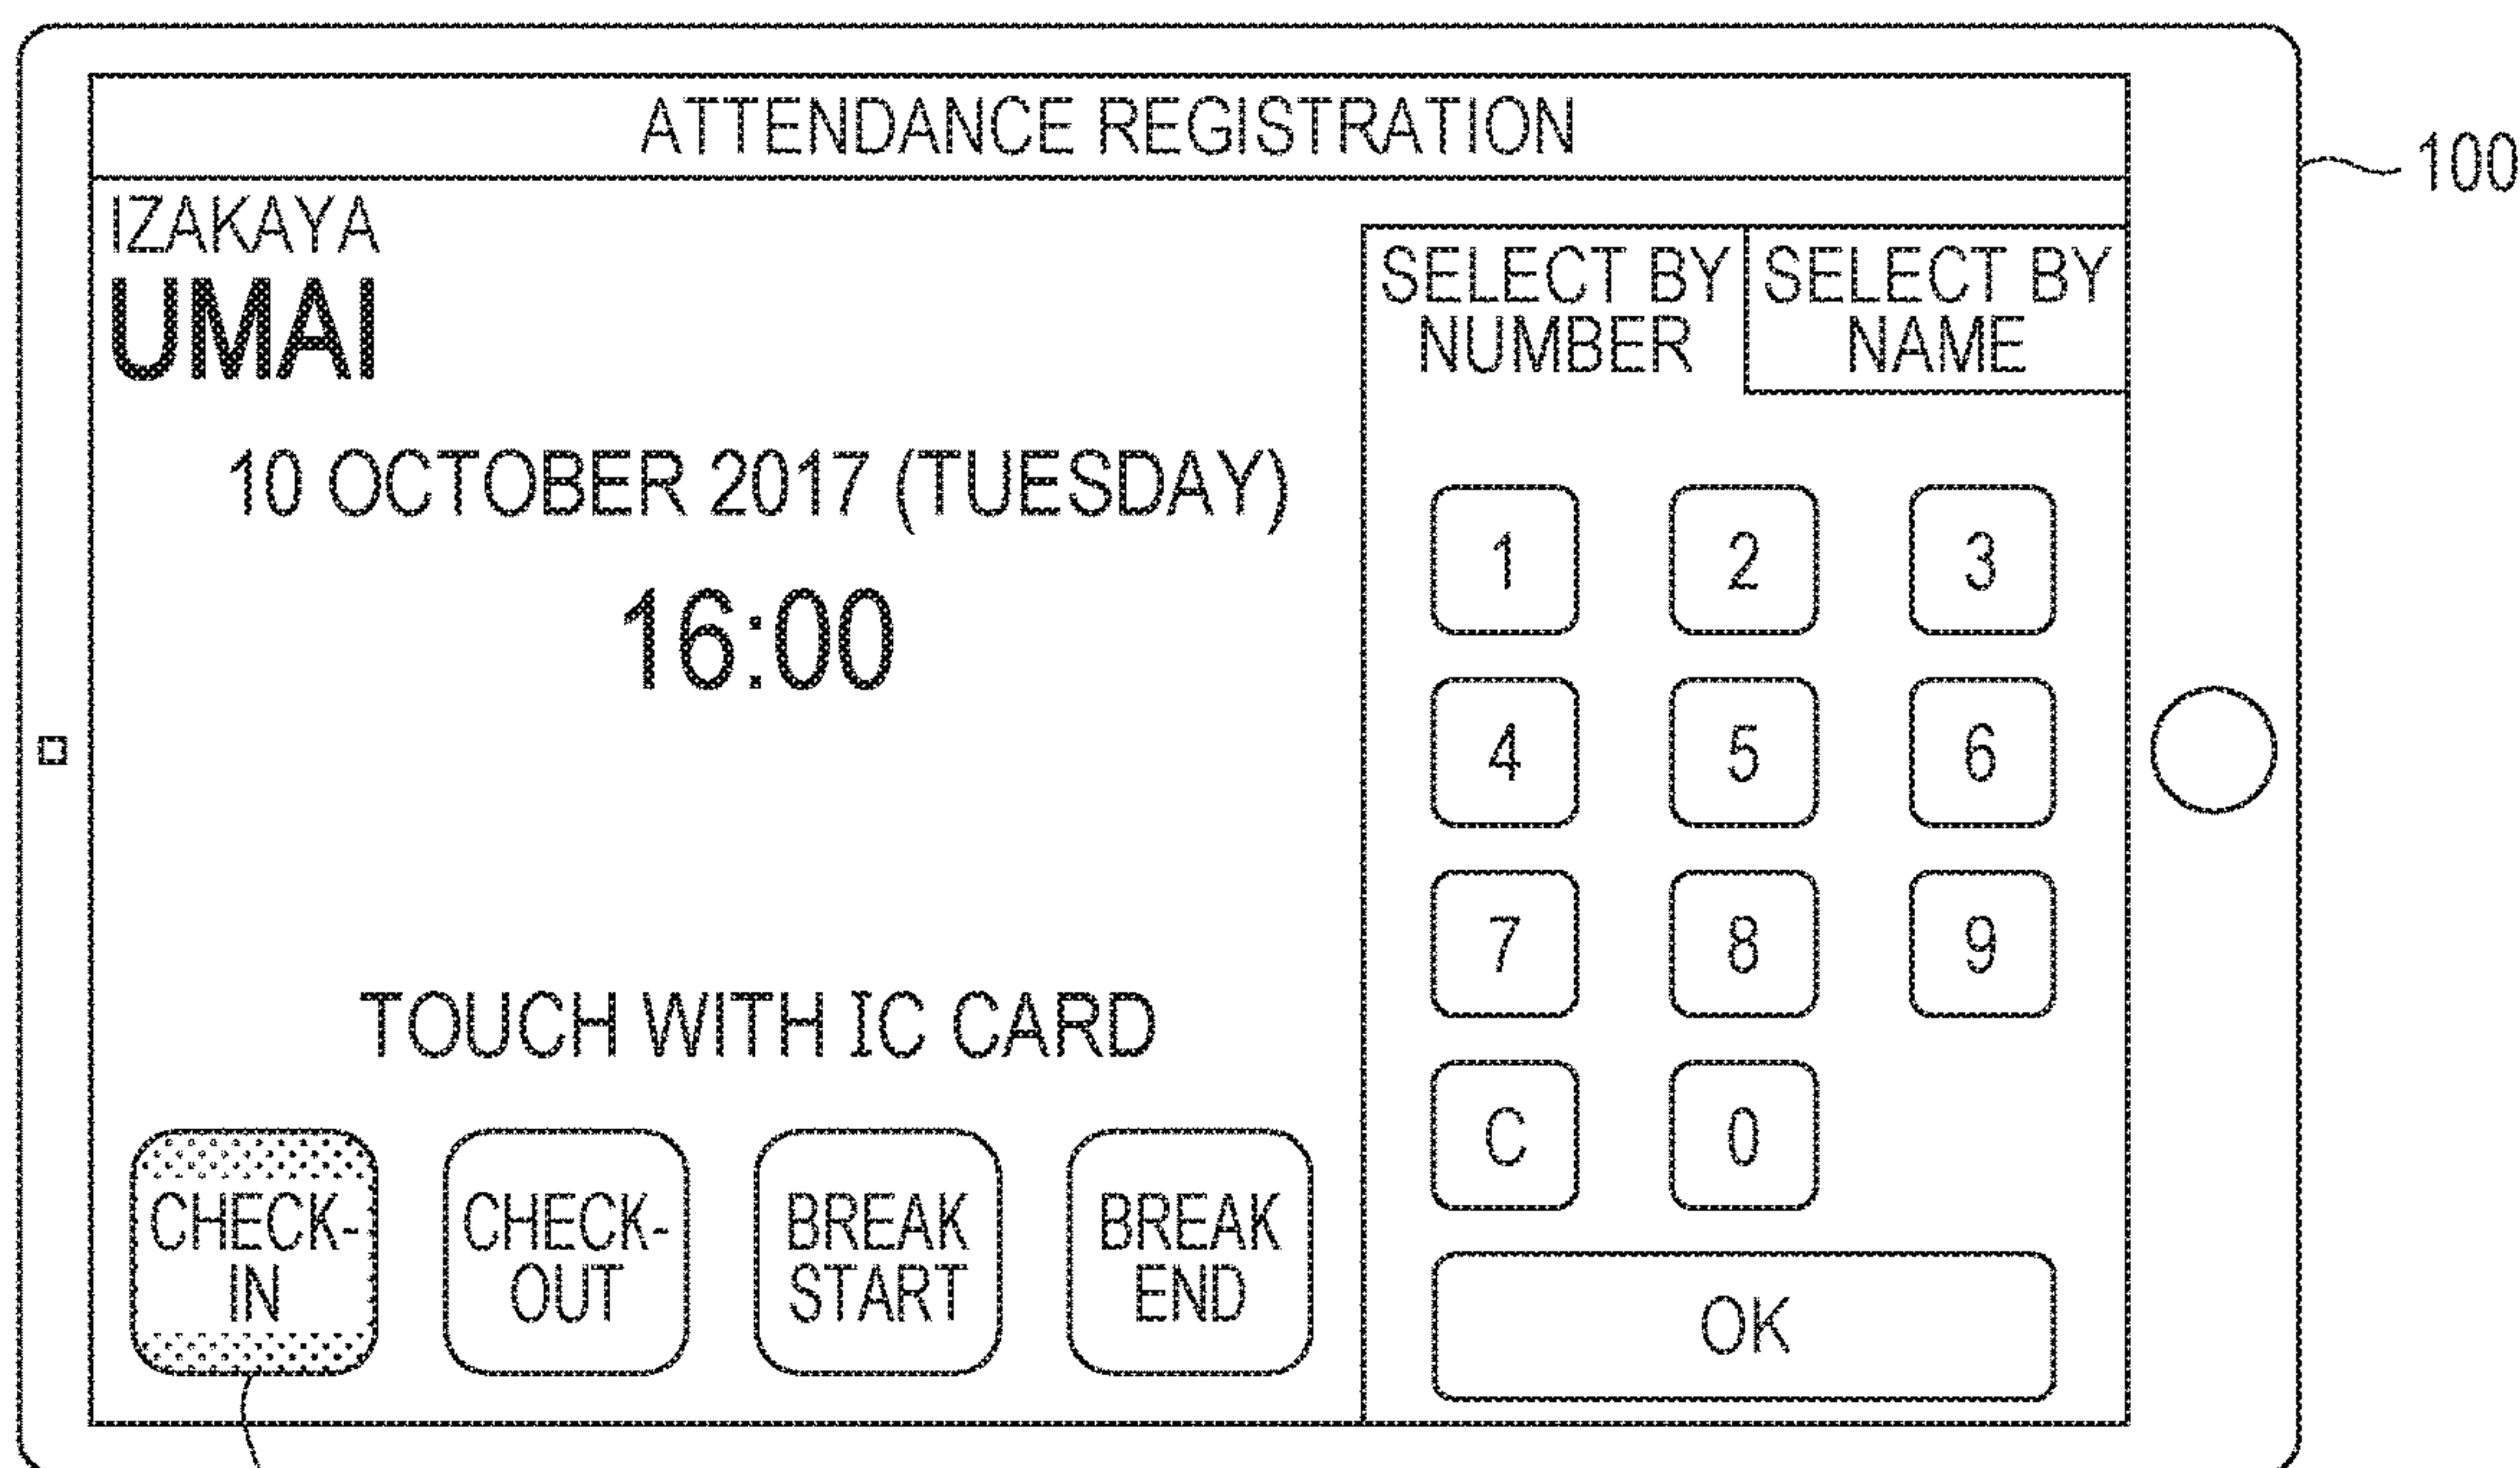 ATTENDANCE REGISTRATION
100
IZAKAYA
UMAI
10 OCTOBER 2017 (TUESDAY)
16:00
TOUCH WITH IC CARD
CHECK-
IN
CHECK-
OUT
BREAK
START
BREAK
END
SELECT BY
NUMBER
SELECT BY
NAME
1 2 3
4 5 6
7 8 9
C 0
OK